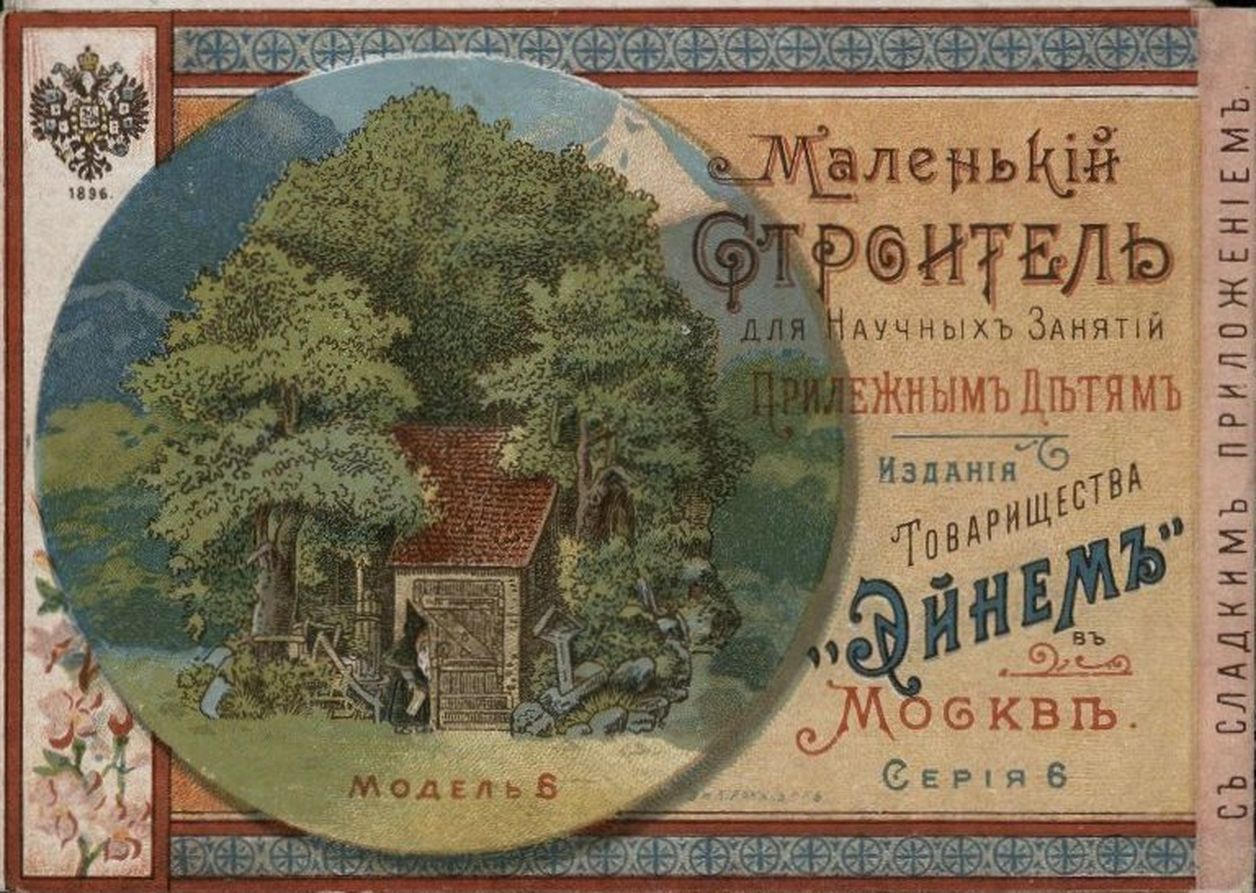 1896.
Маленькій
Строитель
для Научныхъ Занятій
Прилежнымъ Дѣтямъ
Изданія
Товарищества
„Эйнемъ”
въ
Москвѣ.
Серія 6
Модель 6
Съ сладкимъ приложеніемъ.